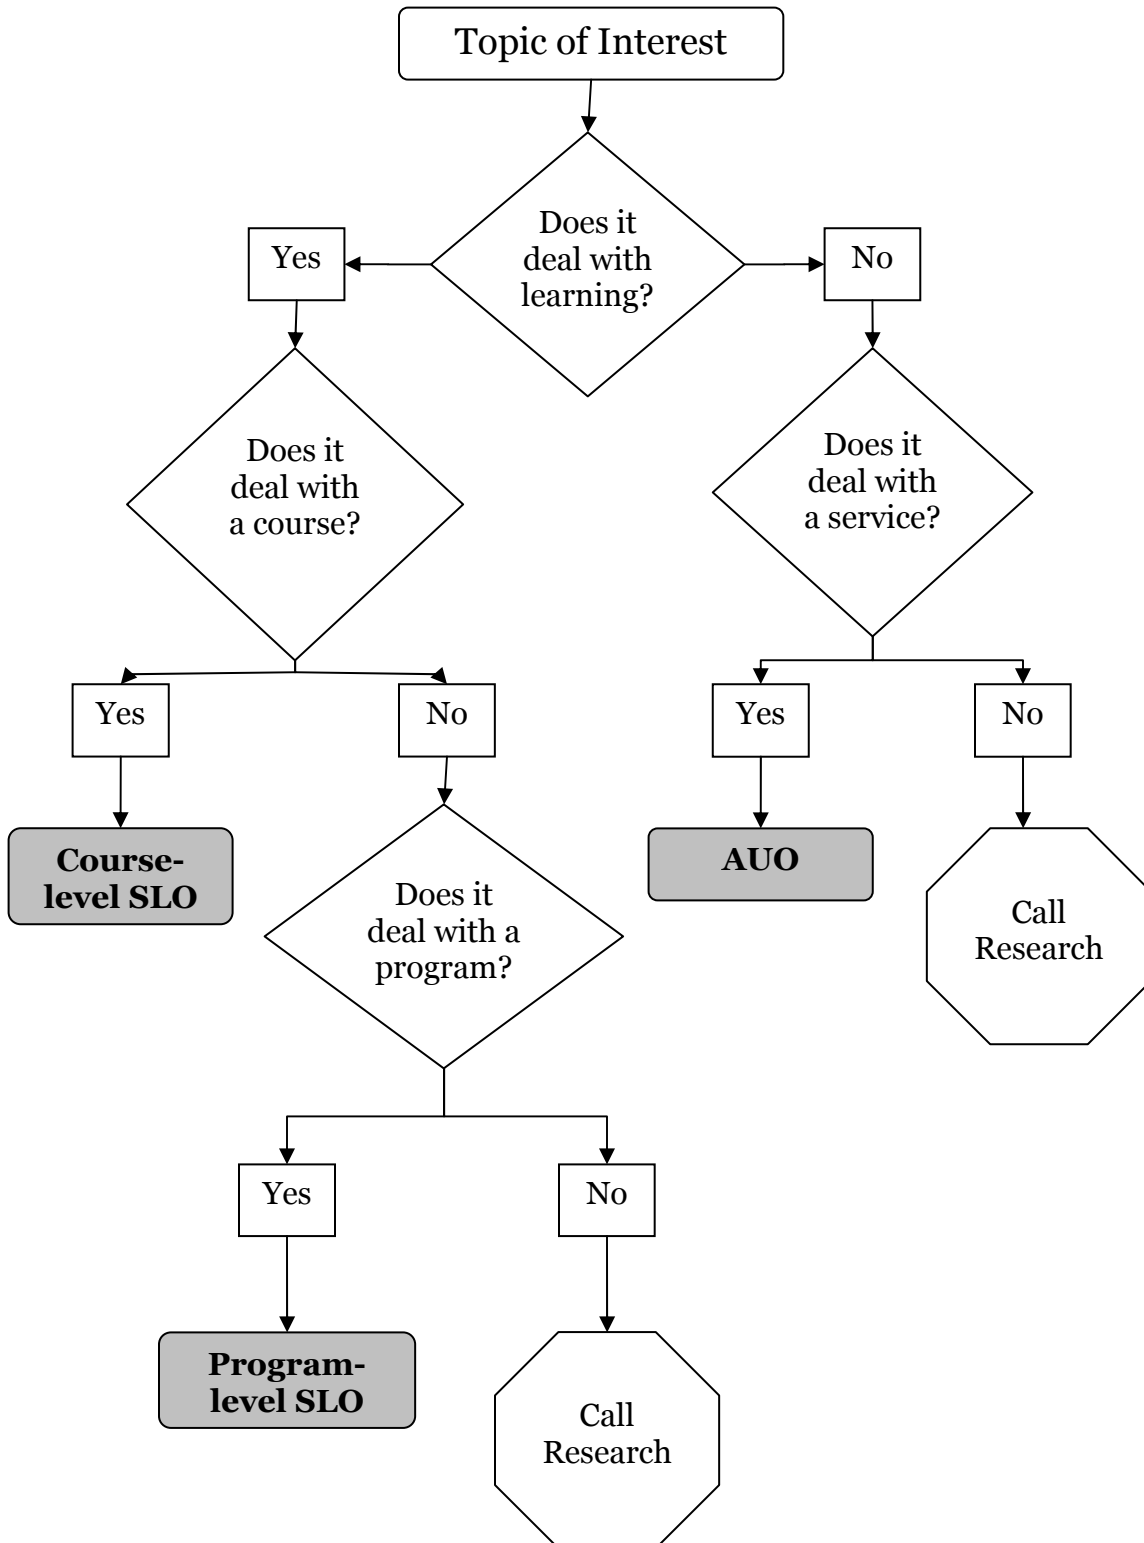 Topic of Interest
Does it
deal with
learning?
Yes
No
Does it
deal with
a course?
Does it
deal with
a service?
Yes
No
Yes
No
Course-
level SLO
Does it
deal with a
program?
AUO
Call
Research
Yes
No
Program-
level SLO
Call
Research